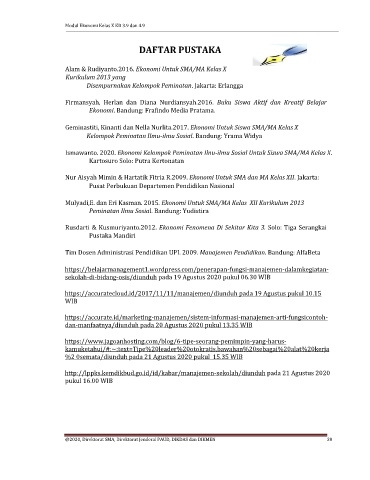 Modul Ekonomi Kelas X KD 3.9 dan 4.9
DAFTAR PUSTAKA
Alam & Rudiyanto.2016. Ekonomi Untuk SMA/MA Kelas X
Kurikulum 2013 yang
Disempurnakan Kelompok Peminatan. Jakarta: Erlangga
Firmansyah, Herlan dan Diana Nurdiansyah.2016. Buku Siswa Aktif dan Kreatif Belajar
Ekonomi. Bandung: Grafindo Media Pratama.
Geminastiti, Kinanti dan Nella Nurlita.2017. Ekonomi Untuk Siswa SMA/MA Kelas X
Kelompok Peminatan Ilmu-ilmu Sosial. Bandung: Yrama Widya
Ismawanto. 2020. Ekonomi Kelompok Peminatan Ilmu-ilmu Sosial Untuk Siswa SMA/MA Kelas X.
Kartosuro Solo: Putra Kertonatan
Nur Aisyah Mimin & Hartatik Fitria R.2009. Ekonomi Untuk SMA dan MA Kelas XII. Jakarta:
Pusat Perbukuan Departemen Pendidikan Nasional
Mulyadi,E. dan Eri Kasman. 2015. Ekonomi Untuk SMA/MA Kelas XII Kurikulum 2013
Peminatan Ilmu Sosial. Bandung: Yudistira
Rusdarti & Kusmuriyanto.2012. Ekonomi Fenomena Di Sekitar Kita 3. Solo: Tiga Serangkai
Pustaka Mandiri
Tim Dosen Administrasi Pendidikan UPI. 2009. Manajemen Pendidikan. Bandung: AlfaBeta
https://belajarmanagement1.wordpress.com/penerapan-fungsi-manajemen-dalamkegiatan-
sekolah-di-bidang-osis/diunduh pada 19 Agustus 2020 pukul 06.30 WIB
https://accuratecloud.id/2017/11/11/manajemen/diunduh pada 19 Agustus pukul 10.15
WIB
https://accurate.id/marketing-manajemen/sistem-informasi-manajemen-arti-fungsicontoh-
dan-manfaatnya/diunduh pada 20 Agustus 2020 pukul 13.35 WIB
https://www.jagoanhosting.com/blog/6-tipe-seorang-pemimpin-yang-harus-
kamuketahui/#:~:text=Tipe%20leader%20otokratis,bawahan%20sebagai%20alat%20kerja
%20semata/diunduh pada 21 Agustus 2020 pukul 15.35 WIB
http://lppks.kemdikbud.go.id/id/kabar/manajemen-sekolah/diunduh pada 21 Agustus 2020
pukul 16.00 WIB
@2020, Direktorat SMA, Direktorat Jenderal PAUD, DIKDAS dan DIKMEN